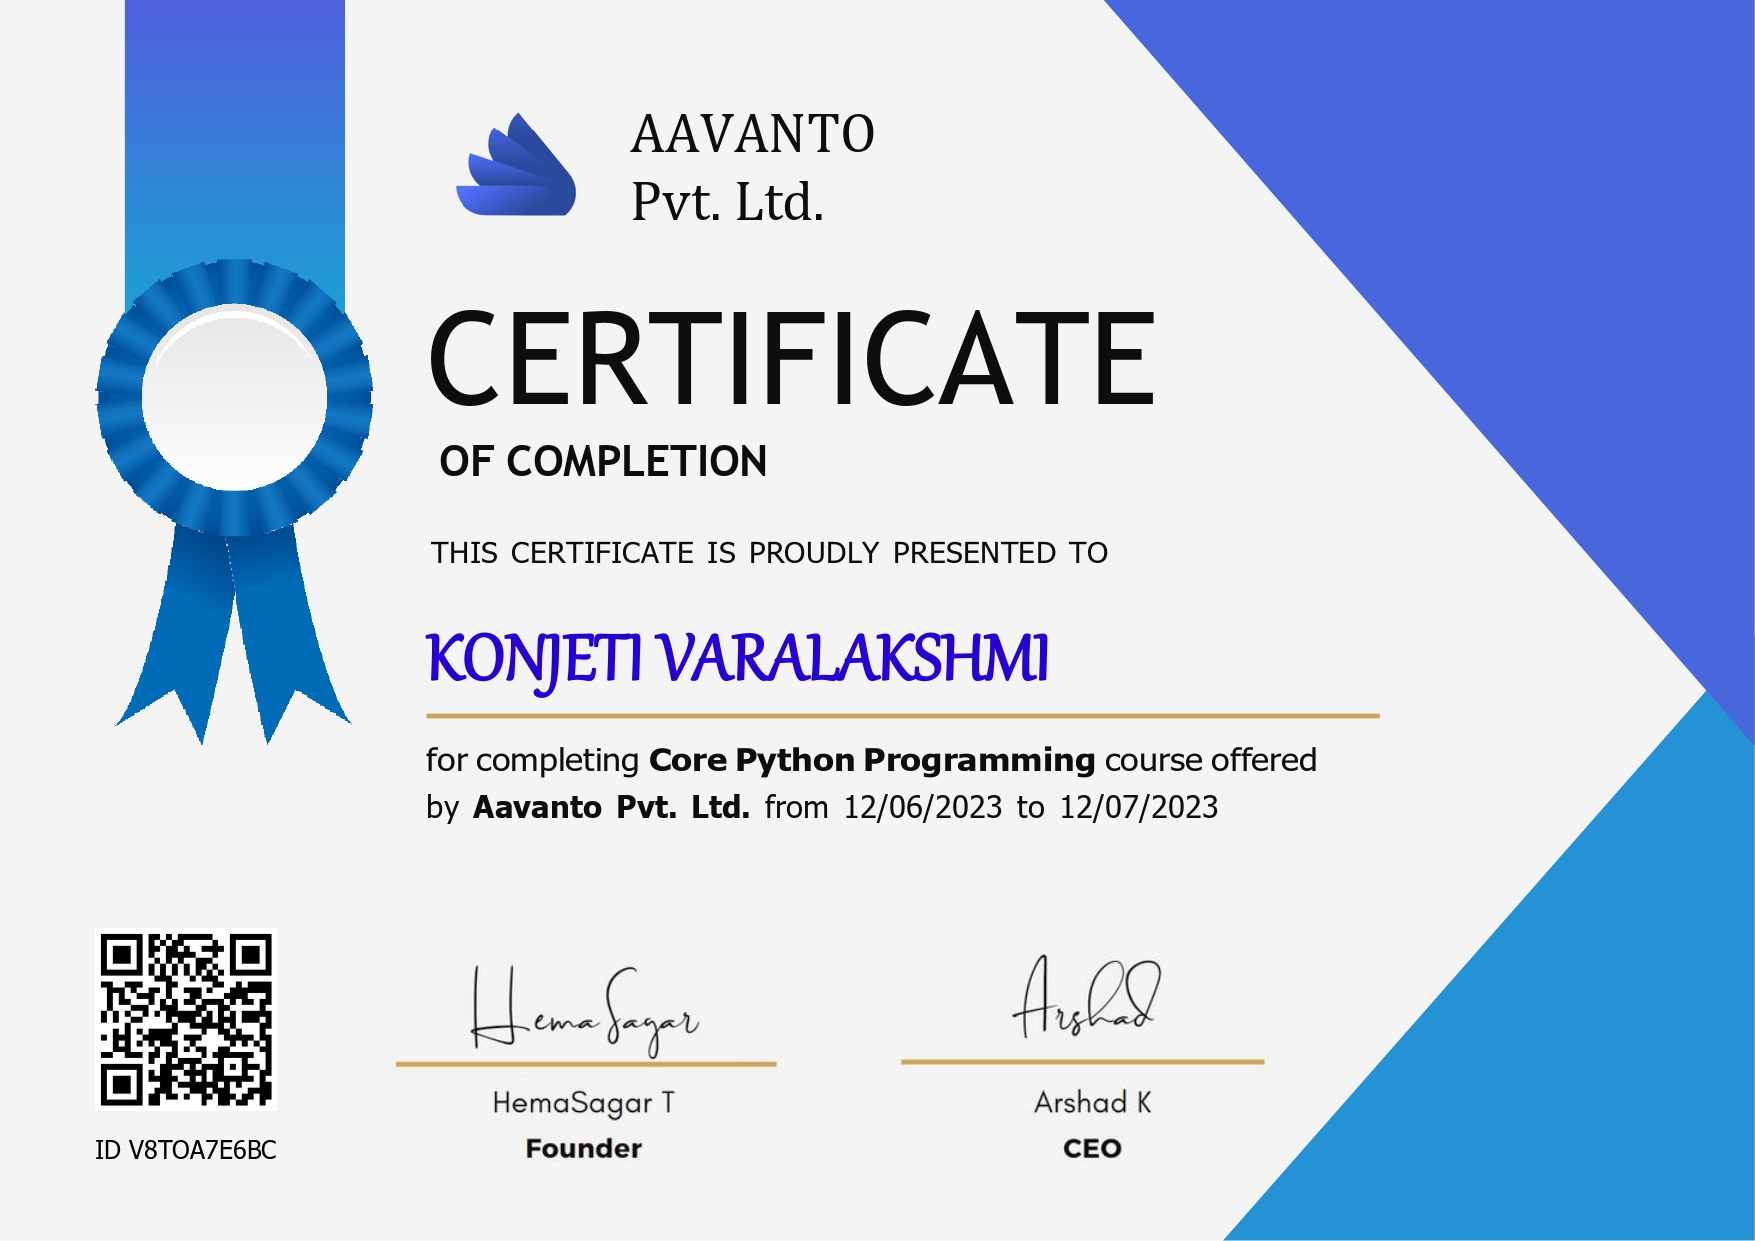 AAVANTO
Pvt. Ltd.
CERTIFICATE
OF COMPLETION
THIS CERTIFICATE IS PROUDLY PRESENTED TO
KONJETI VARALAKSHMI
for completing Core Python Programming course offered
by Aavanto Pvt. Ltd. from 12/06/2023 to 12/07/2023
HemaSagar
Arshad
HemaSagar T
Arshad K
Founder
CEO
ID V8TOA7E6BC